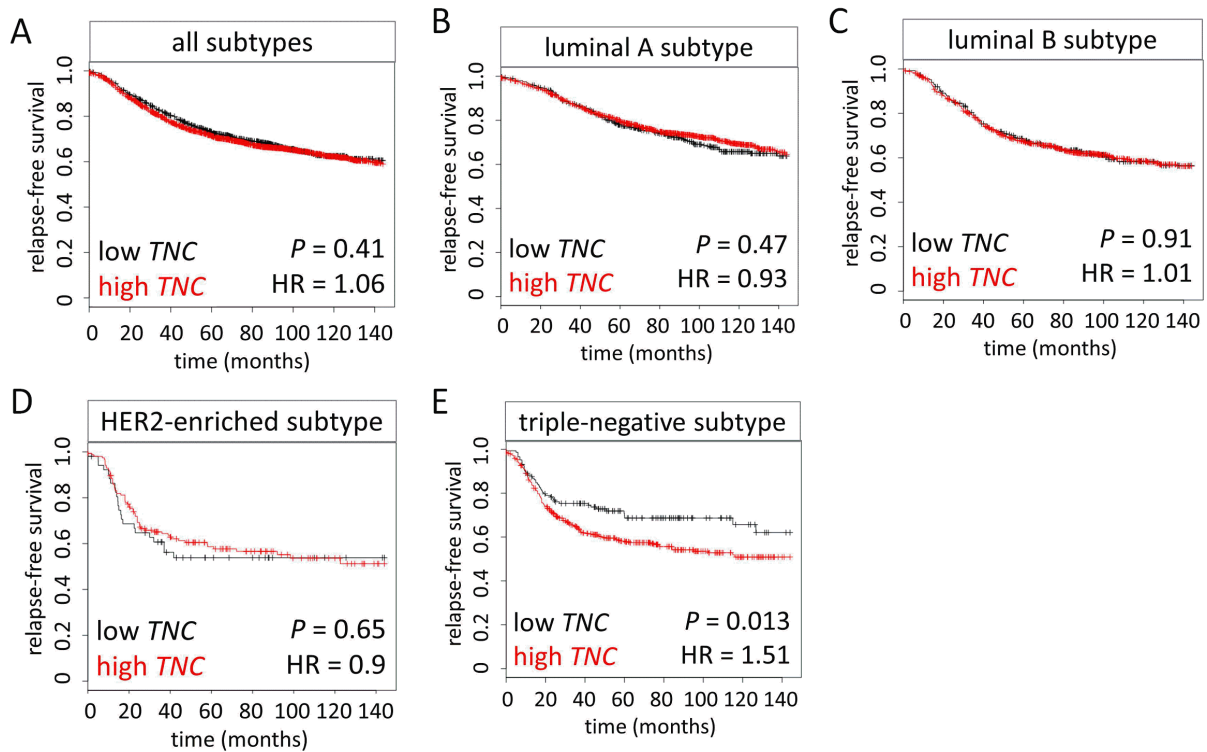 A
all subtypes
relapse-free survival
1.0
0.8
0.6
0.4
0.2
0
low TNC
high TNC
P = 0.41
HR = 1.06
0 20 40 60 80 100 120 140
time (months)
B
luminal A subtype
relapse-free survival
1.0
0.8
0.6
0.4
0.2
0
low TNC
high TNC
P = 0.47
HR = 0.93
0 20 40 60 80 100 120 140
time (months)
C
luminal B subtype
relapse-free survival
1.0
0.8
0.6
0.4
0.2
0
low TNC
high TNC
P = 0.91
HR = 1.01
0 20 40 60 80 100 120 140
time (months)
D
HER2-enriched subtype
relapse-free survival
1.0
0.8
0.6
0.4
0.2
0
low TNC
high TNC
P = 0.65
HR = 0.9
0 20 40 60 80 100 120 140
time (months)
E
triple-negative subtype
relapse-free survival
1.0
0.8
0.6
0.4
0.2
0
low TNC
high TNC
P = 0.013
HR = 1.51
0 20 40 60 80 100 120 140
time (months)